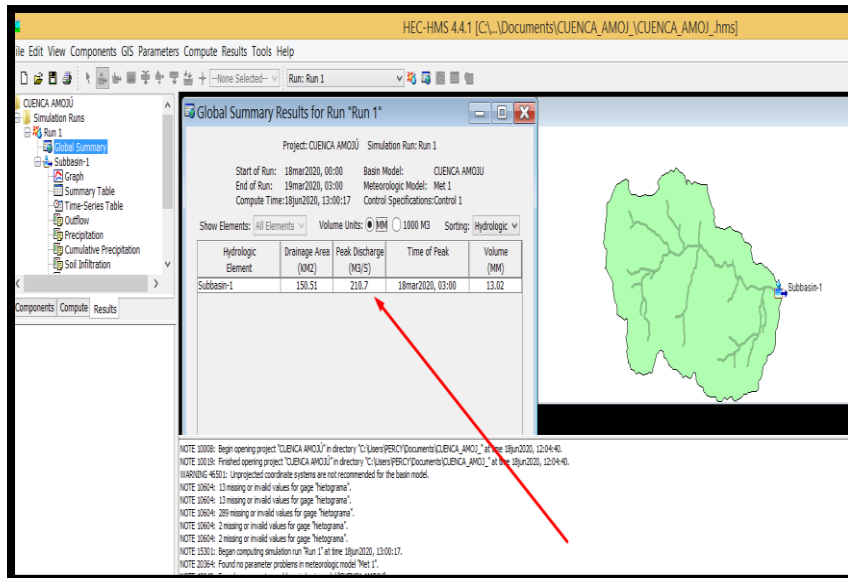 HEC-HMS 4.4.1 [C:\...\Documents\CUENCA_AMOJ_\CUENCA_AMOJ_.hms]
ile Edit View Components GIS Parameters Compute Results Tools Help
--None Selected-- Run: Run 1
CUENCA AMOJÚ
Simulation Runs
Run 1
Global Summary
Subbasin-1
Graph
Summary Table
Time-Series Table
Outflow
Precipitation
Cumulative Precipitation
Soil Infiltration
Components Compute Results
Global Summary Results for Run "Run 1"
Project: CUENCA AMOJÚ Simulation Run: Run 1
Start of Run: 18mar2020, 00:00 Basin Model: CUENCA AMOJU
End of Run: 19mar2020, 03:00 Meteorologic Model: Met 1
Compute Time:18jun2020, 13:00:17 Control Specifications:Control 1
Show Elements: All Elements Volume Units: MM 1000 M3 Sorting: Hydrologic
Hydrologic Element Drainage Area (KM2) Peak Discharge (M3/S) Time of Peak Volume (MM)
Subbasin-1 150.51 210.7 18mar2020, 03:00 13.02
Subbasin-1
NOTE 10008: Begin opening project "CUENCA AMOJÚ" in directory "C:\Users\PERCY\Documents\CUENCA_AMOJ_" at time 18jun2020, 12:04:40.
NOTE 10019: Finished opening project "CUENCA AMOJÚ" in directory "C:\Users\PERCY\Documents\CUENCA_AMOJ_" at time 18jun2020, 12:04:40.
WARNING 46501: Unprojected coordinate systems are not recommended for the basin model.
NOTE 10604: 13 missing or invalid values for gage "hietograma".
NOTE 10604: 13 missing or invalid values for gage "hietograma".
NOTE 10604: 289 missing or invalid values for gage "hietograma".
NOTE 10604: 2 missing or invalid values for gage "hietograma".
NOTE 10604: 2 missing or invalid values for gage "hietograma".
NOTE 15301: Began computing simulation run "Run 1" at time 18jun2020, 13:00:17.
NOTE 20364: Found no parameter problems in meteorologic model "Met 1".